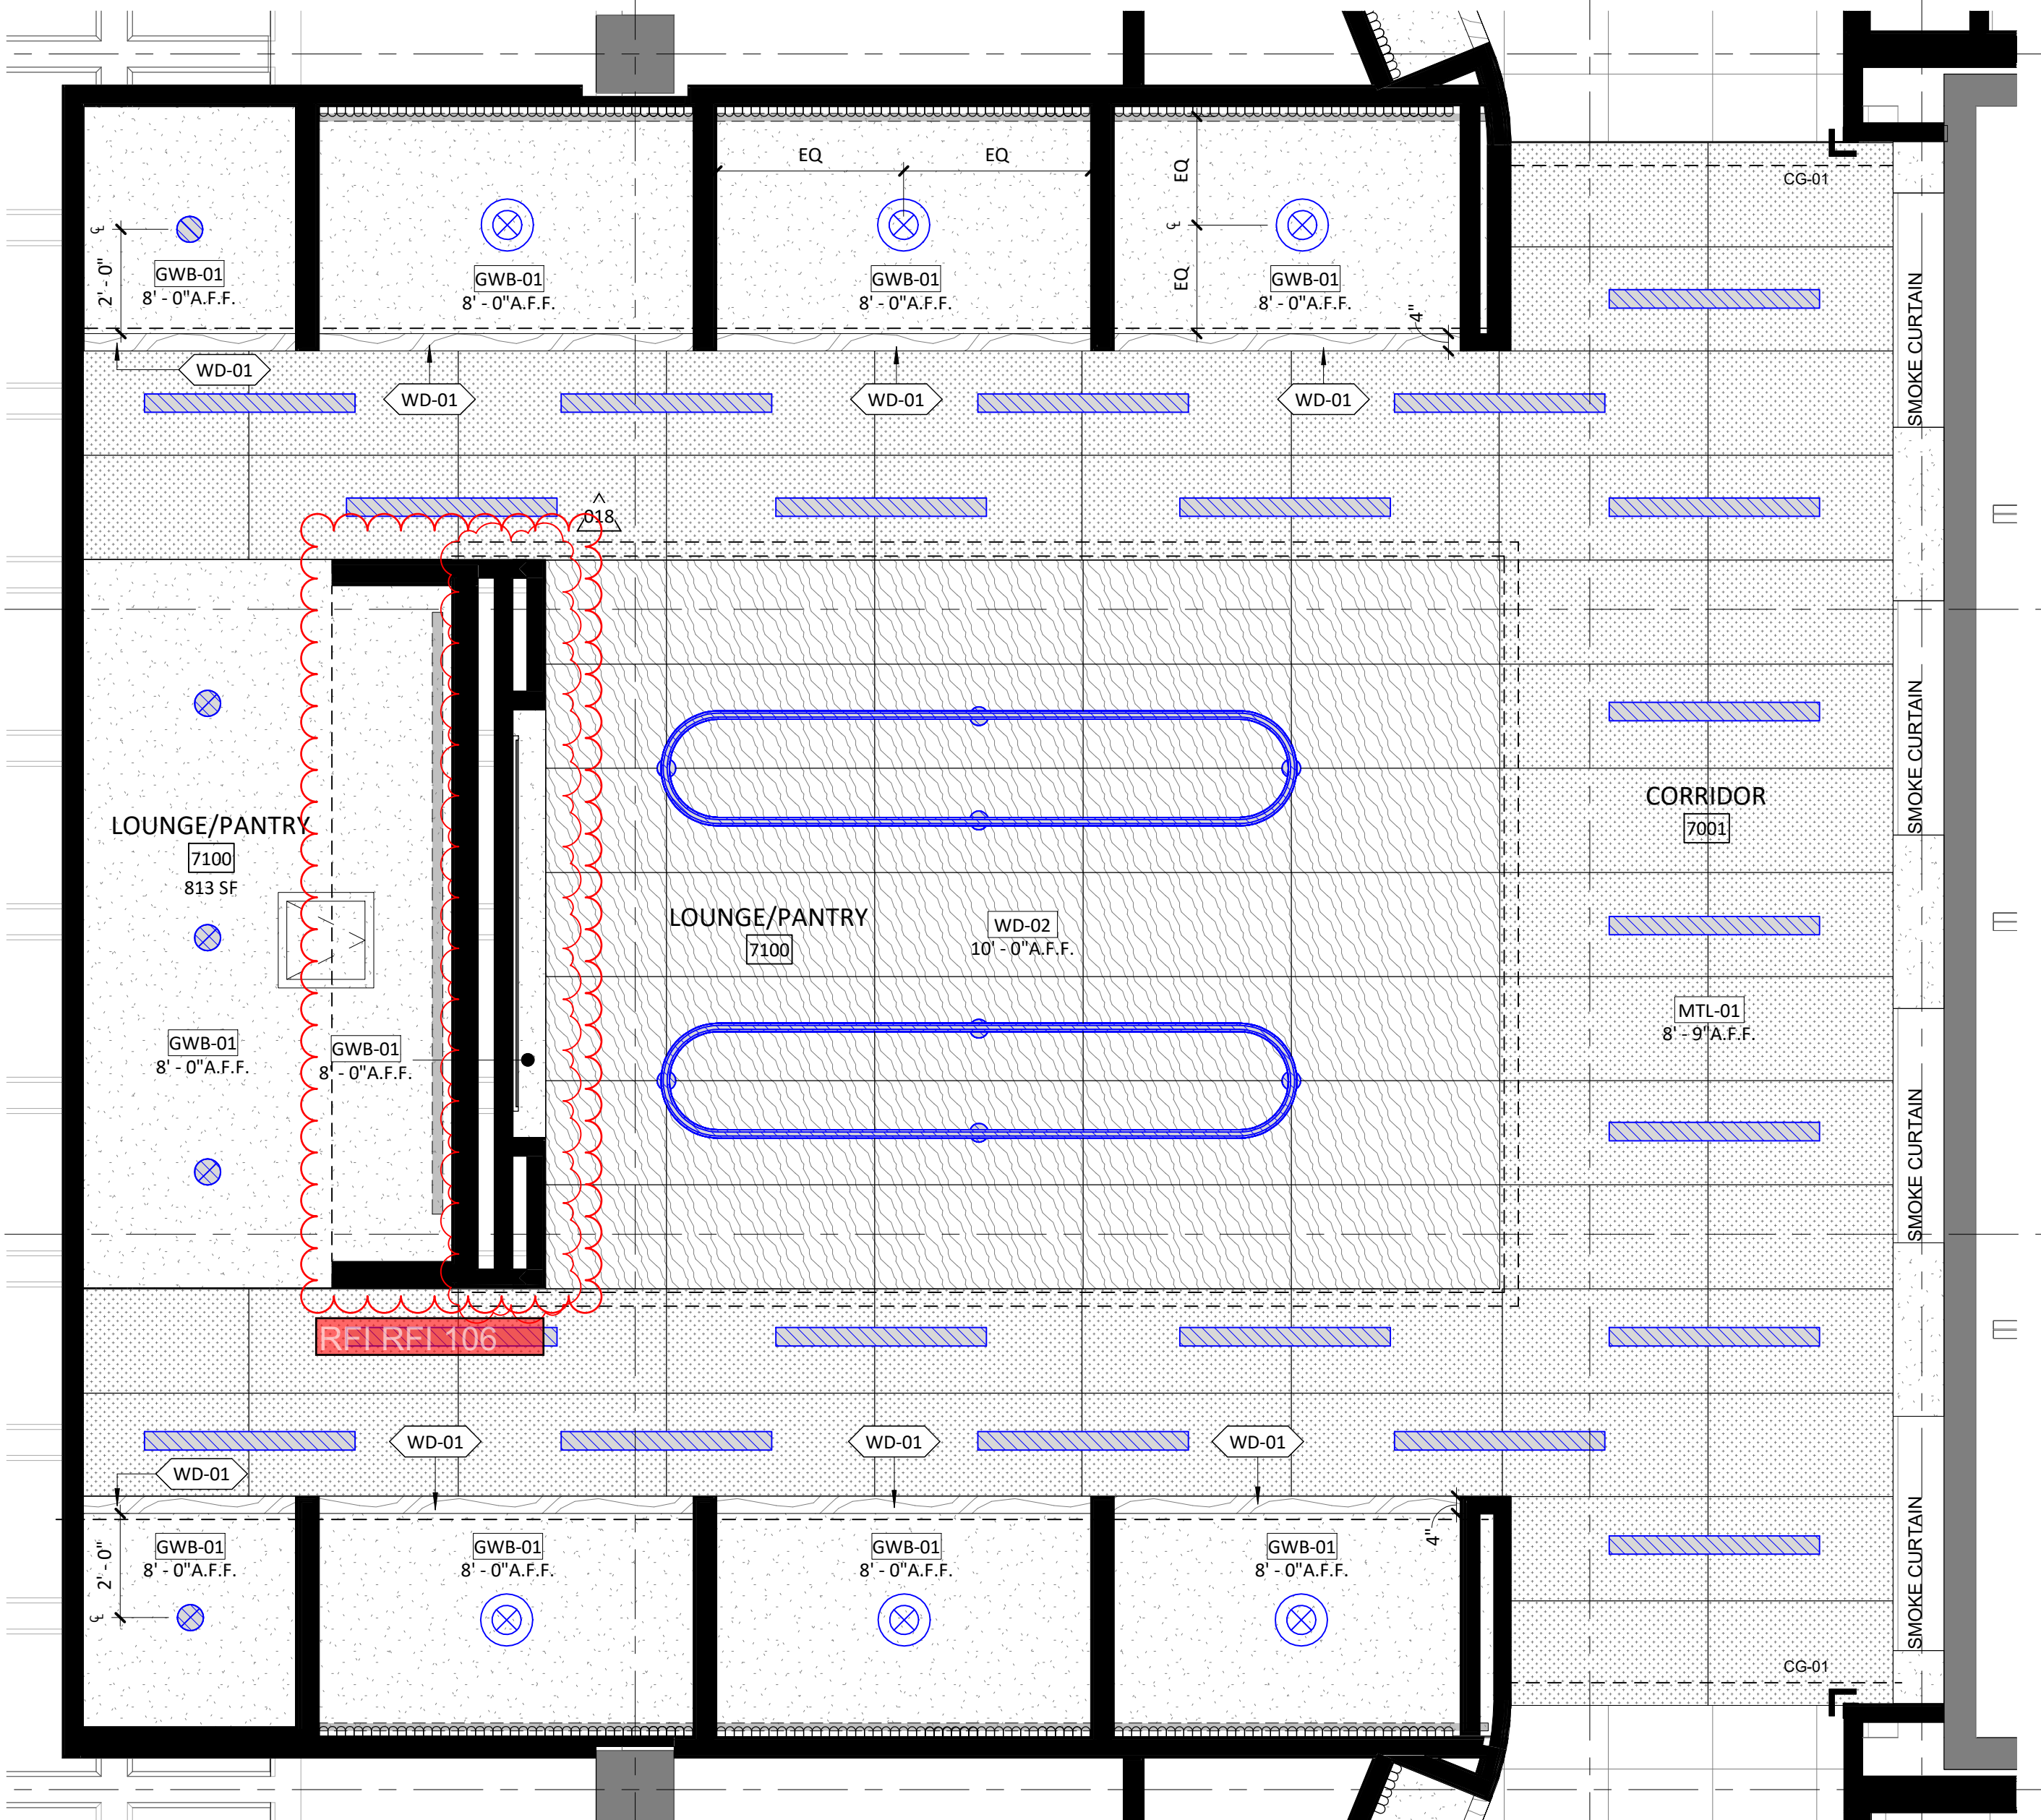 EQ
EQ
EQ
CG-01
℄
℄
GWB-01
8' - 0"A.F.F.
2' - 0"
GWB-01
8' - 0"A.F.F.
GWB-01
8' - 0"A.F.F.
EQ
GWB-01
8' - 0"A.F.F.
4"
SMOKE CURTAIN
WD-01
WD-01
WD-01
WD-01
018
LOUNGE/PANTRY
7100
813 SF
CORRIDOR
7001
SMOKE CURTAIN
LOUNGE/PANTRY
7100
WD-02
10' - 0"A.F.F.
MTL-01
8' - 9"A.F.F.
GWB-01
8' - 0"A.F.F.
GWB-01
8' - 0"A.F.F.
SMOKE CURTAIN
RFI RFI 106
WD-01
WD-01
WD-01
WD-01
SMOKE CURTAIN
2' - 0"
GWB-01
8' - 0"A.F.F.
GWB-01
8' - 0"A.F.F.
GWB-01
8' - 0"A.F.F.
GWB-01
8' - 0"A.F.F.
4"
℄
CG-01